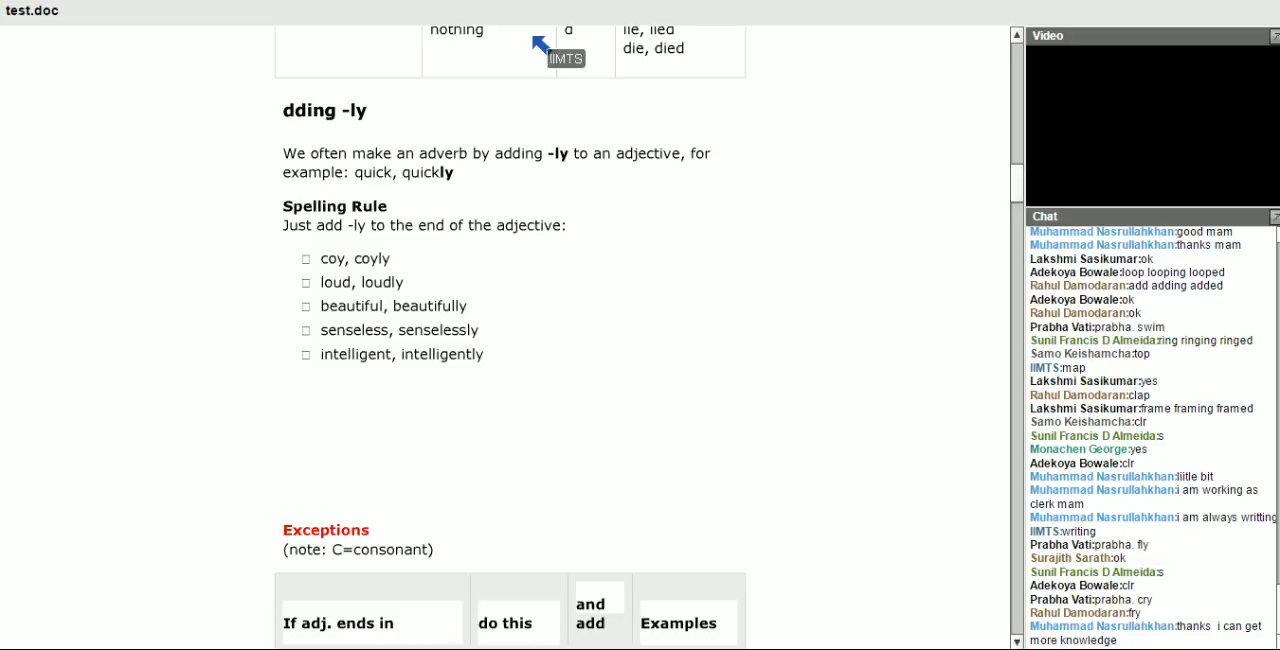 test.doc
nothing
d
lie, lied
die, died
IIMTS
dding -ly
We often make an adverb by adding -ly to an adjective, for
example: quick, quickly
Spelling Rule
Just add -ly to the end of the adjective:
coy, coyly
loud, loudly
beautiful, beautifully
senseless, senselessly
intelligent, intelligently
Exceptions
(note: C=consonant)
If adj. ends in
do this
and
add
Examples
Video
Chat
Muhammad Nasrullahkhan:good mam
Muhammad Nasrullahkhan:thanks mam
Lakshmi Sasikumar:ok
Adekoya Bowale:loop looping looped
Rahul Damodaran:add adding added
Adekoya Bowale:ok
Rahul Damodaran:ok
Prabha Vati:prabha. swim
Sunil Francis D Almeida:ring ringing ringed
Samo Keishamcha:top
IIMTS:map
Lakshmi Sasikumar:yes
Rahul Damodaran:clap
Lakshmi Sasikumar:frame framing framed
Samo Keishamcha:clr
Sunil Francis D Almeida:s
Monachen George:yes
Adekoya Bowale:clr
Muhammad Nasrullahkhan:liitle bit
Muhammad Nasrullahkhan:i am working as
clerk mam
Muhammad Nasrullahkhan:i am always writting
IIMTS:writing
Prabha Vati:prabha. fly
Surajith Sarath:ok
Sunil Francis D Almeida:s
Adekoya Bowale:clr
Prabha Vati:prabha. cry
Rahul Damodaran:fry
Muhammad Nasrullahkhan:thanks i can get
more knowledge